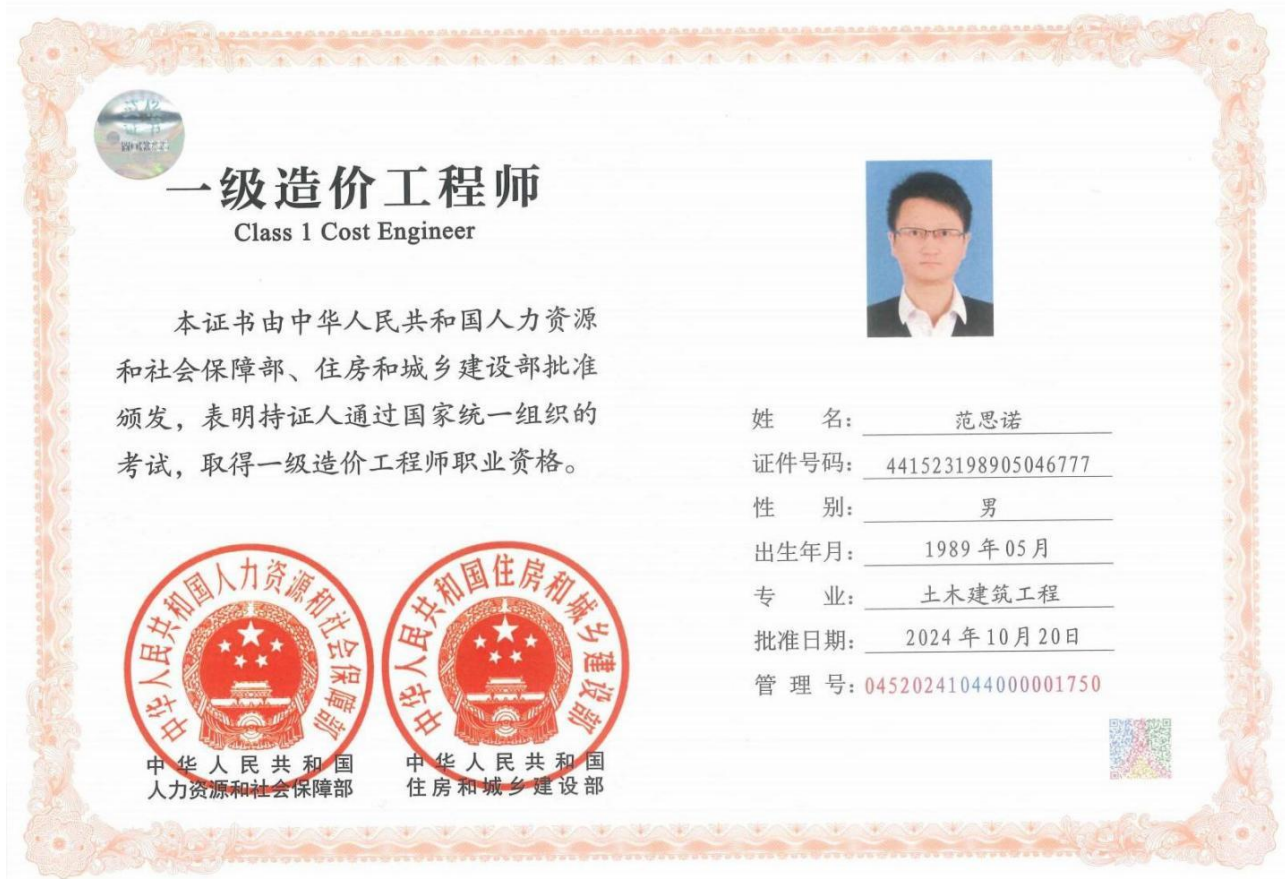 一级造价工程师
Class 1 Cost Engineer
本证书由中华人民共和国人力资源
和社会保障部、住房和城乡建设部批准
颁发，表明持证人通过国家统一组织的
考试，取得一级造价工程师职业资格。
中华人民共和国人力资源和社会保障部
中华人民共和国
人力资源和社会保障部
中华人民共和国住房和城乡建设部
中华人民共和国
住房和城乡建设部
姓 名：范思诺
证件号码：441523198905046777
性 别：男
出生年月：1989年05月
专 业：土木建筑工程
批准日期：2024年10月20日
管 理 号：04520241044000001750